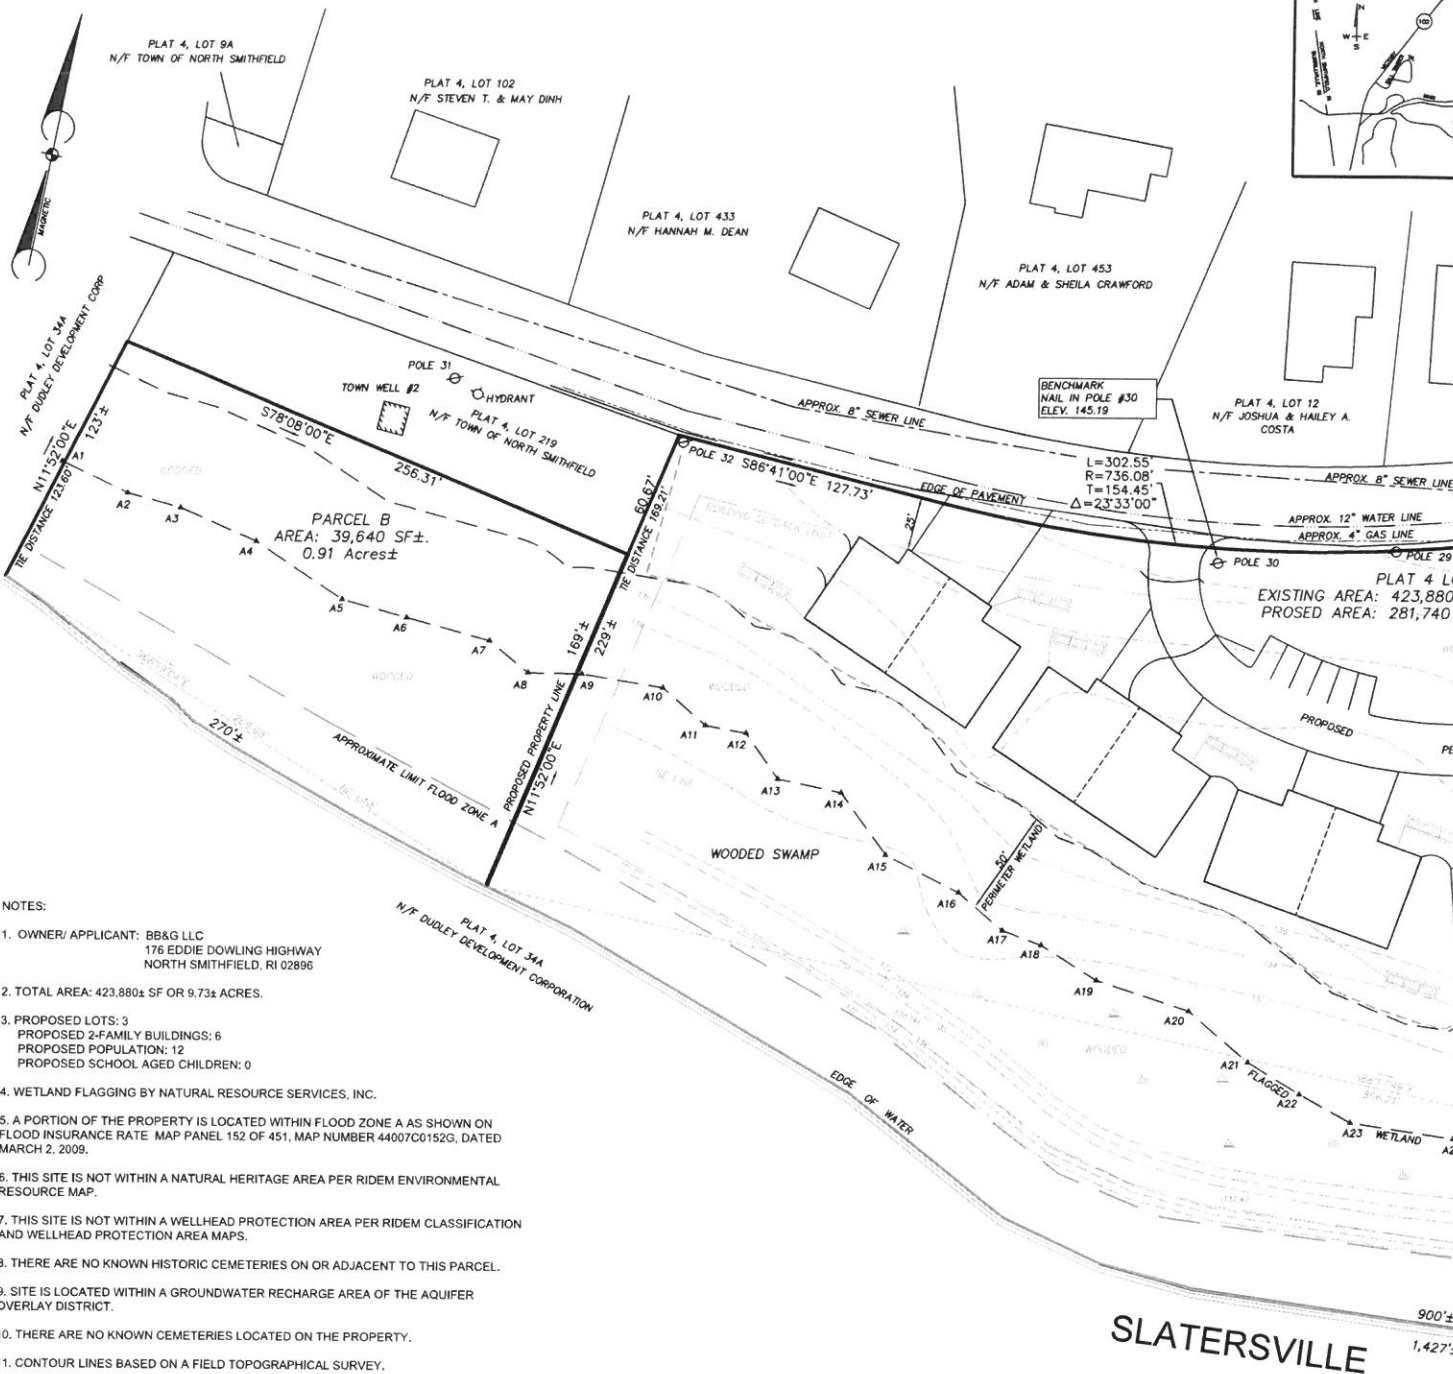 PLAT 4, LOT 9A
N/F TOWN OF NORTH SMITHFIELD
PLAT 4, LOT 102
N/F STEVEN T. & MAY DINH
N
W E
S
102
MAGNETIC
PLAT 4, LOT 433
N/F HANNAH M. DEAN
PLAT 4, LOT 453
N/F ADAM & SHEILA CRAWFORD
PLAT 4, LOT 34A
N/F DUDLEY DEVELOPMENT CORP
POLE 31
HYDRANT
TOWN WELL #2
PLAT 4, LOT 219
N/F TOWN OF NORTH SMITHFIELD
BENCHMARK
NAIL IN POLE #30
ELEV. 145.19
PLAT 4, LOT 12
N/F JOSHUA & HAILEY A.
COSTA
APPROX. 8" SEWER LINE
N11°52'00"E
123'±
TIE DISTANCE 123.60'
S78°08'00"E
256.31'
POLE 32
S86°41'00"E 127.73'
L=302.55'
R=736.08'
T=154.45'
Δ=23°33'00"
APPROX. 8" SEWER LINE
EDGE OF PAVEMENT
APPROX. 12" WATER LINE
APPROX. 4" GAS LINE
POLE 29
POLE 30
60.67'
TIE DISTANCE 169.21'
BUILDING SETBACK LINE
25'
PLAT 4 L
EXISTING AREA: 423,880
PROSED AREA: 281,740
WOODED
PARCEL B
AREA: 39,640 SF±.
0.91 Acres±
A1
A2
A3
A4
A5
A6
A7
A8
A9
A10
A11
A12
A13
A14
A15
A16
A17
A18
A19
A20
A21
A22
A23
169'±
229'±
WOODED
WOODED
PROPOSED
270'±
APPROXIMATE LIMIT FLOOD ZONE A
PROPOSED PROPERTY LINE
N11°52'00"E
WOODED SWAMP
50'
PERIMETER WETLAND
PLAT 4, LOT 34A
N/F DUDLEY DEVELOPMENT CORPORATION
WOODED
FLAGGED
WETLAND
EDGE OF WATER
NOTES:
1. OWNER/ APPLICANT: BB&G LLC
176 EDDIE DOWLING HIGHWAY
NORTH SMITHFIELD, RI 02896
2. TOTAL AREA: 423,880± SF OR 9.73± ACRES.
3. PROPOSED LOTS: 3
PROPOSED 2-FAMILY BUILDINGS: 6
PROPOSED POPULATION: 12
PROPOSED SCHOOL AGED CHILDREN: 0
4. WETLAND FLAGGING BY NATURAL RESOURCE SERVICES, INC.
5. A PORTION OF THE PROPERTY IS LOCATED WITHIN FLOOD ZONE A AS SHOWN ON
FLOOD INSURANCE RATE MAP PANEL 152 OF 451, MAP NUMBER 44007C0152G, DATED
MARCH 2, 2009.
6. THIS SITE IS NOT WITHIN A NATURAL HERITAGE AREA PER RIDEM ENVIRONMENTAL
RESOURCE MAP.
7. THIS SITE IS NOT WITHIN A WELLHEAD PROTECTION AREA PER RIDEM CLASSIFICATION
AND WELLHEAD PROTECTION AREA MAPS.
8. THERE ARE NO KNOWN HISTORIC CEMETERIES ON OR ADJACENT TO THIS PARCEL.
9. SITE IS LOCATED WITHIN A GROUNDWATER RECHARGE AREA OF THE AQUIFER
OVERLAY DISTRICT.
10. THERE ARE NO KNOWN CEMETERIES LOCATED ON THE PROPERTY.
11. CONTOUR LINES BASED ON A FIELD TOPOGRAPHICAL SURVEY.
SLATERSVILLE
900'±
1,427'